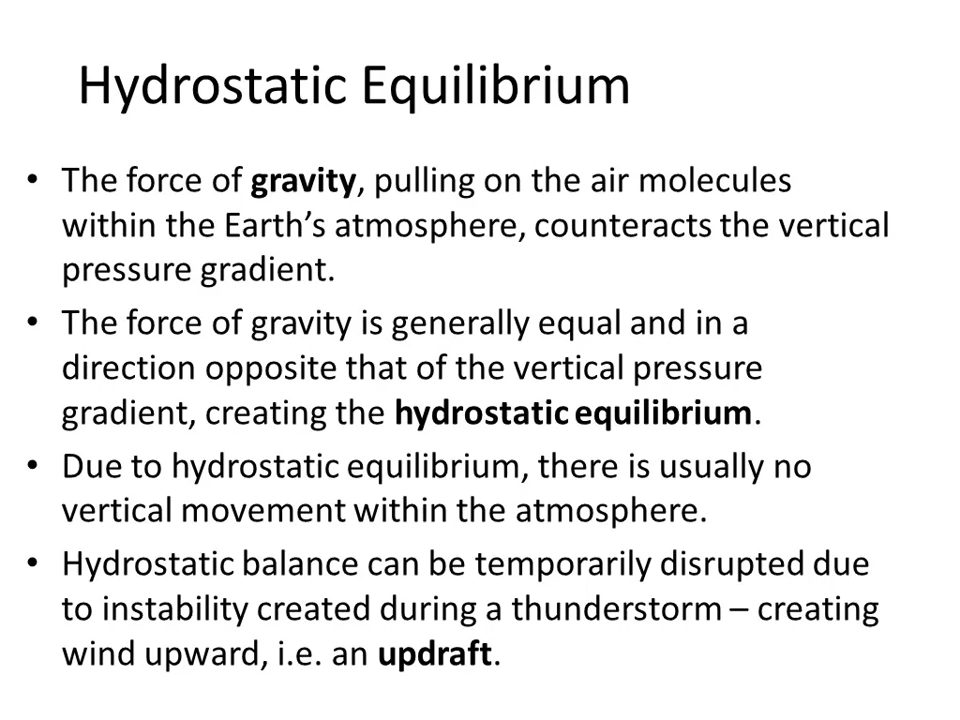 Hydrostatic Equilibrium
• The force of gravity, pulling on the air molecules
within the Earth’s atmosphere, counteracts the vertical
pressure gradient.
• The force of gravity is generally equal and in a
direction opposite that of the vertical pressure
gradient, creating the hydrostatic equilibrium.
• Due to hydrostatic equilibrium, there is usually no
vertical movement within the atmosphere.
• Hydrostatic balance can be temporarily disrupted due
to instability created during a thunderstorm – creating
wind upward, i.e. an updraft.